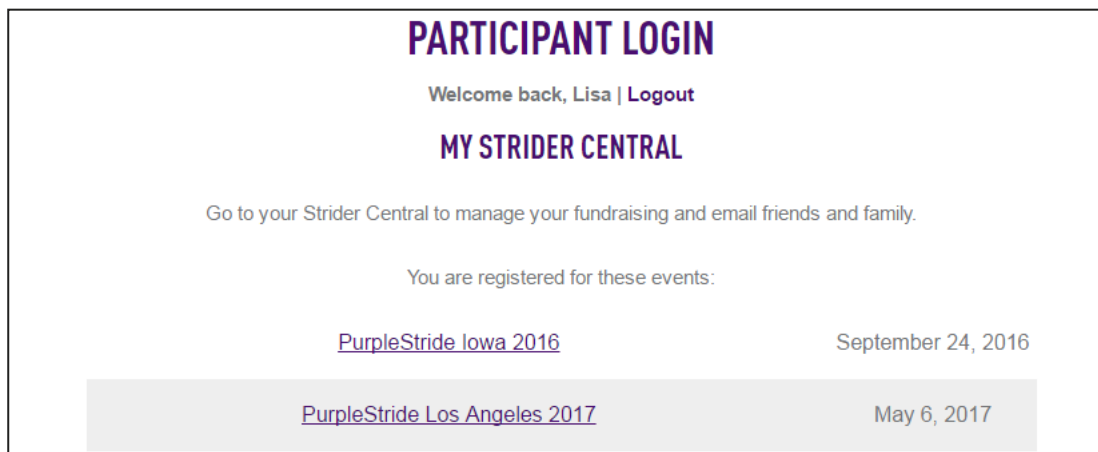 PARTICIPANT LOGIN
Welcome back, Lisa | Logout
MY STRIDER CENTRAL
Go to your Strider Central to manage your fundraising and email friends and family.
You are registered for these events:
PurpleStride Iowa 2016 September 24, 2016
PurpleStride Los Angeles 2017 May 6, 2017